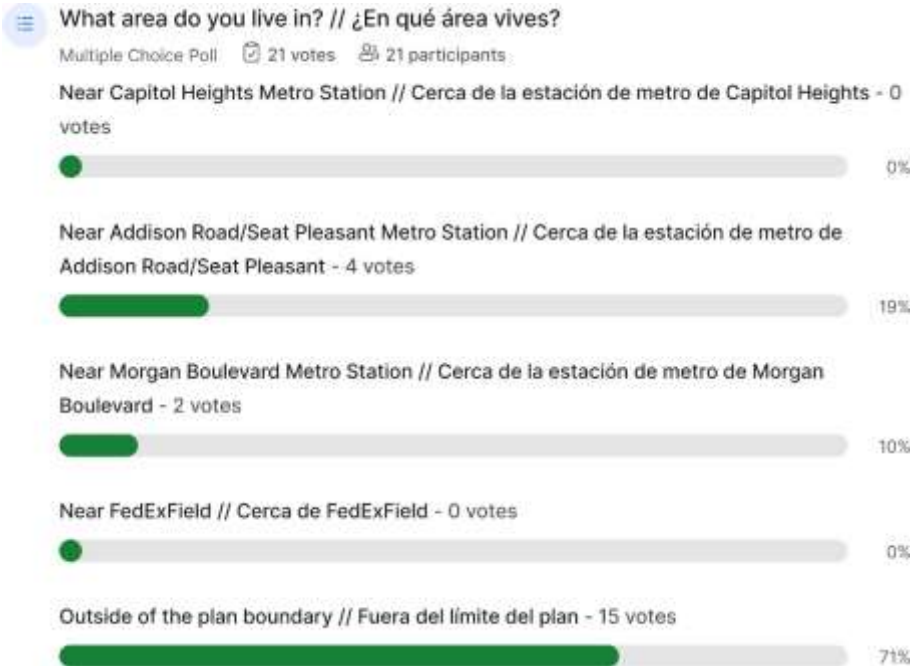 What area do you live in? // ¿En qué área vives?
Multiple Choice Poll 21 votes 21 participants
Near Capitol Heights Metro Station // Cerca de la estación de metro de Capitol Heights - 0
votes
0%
Near Addison Road/Seat Pleasant Metro Station // Cerca de la estación de metro de
Addison Road/Seat Pleasant - 4 votes
19%
Near Morgan Boulevard Metro Station // Cerca de la estación de metro de Morgan
Boulevard - 2 votes
10%
Near FedExField // Cerca de FedExField - 0 votes
0%
Outside of the plan boundary // Fuera del límite del plan - 15 votes
71%